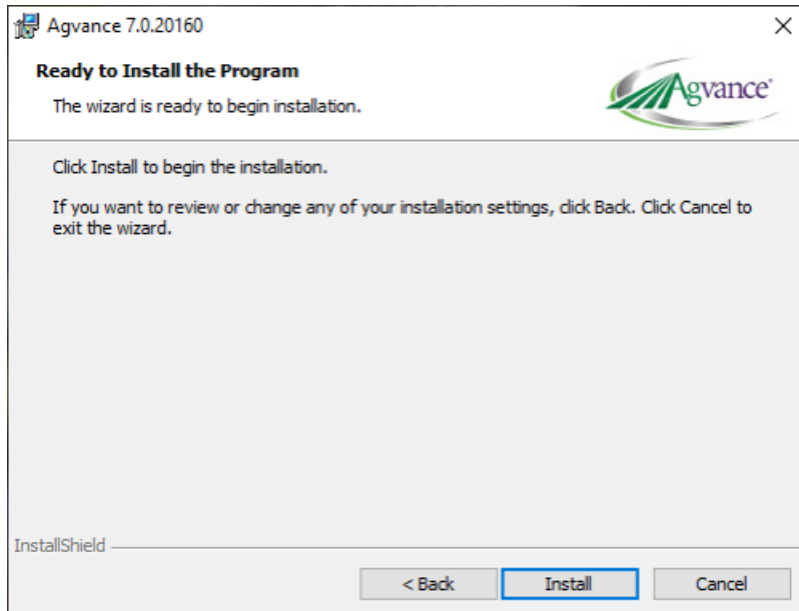 Agvance 7.0.20160
Ready to Install the Program
The wizard is ready to begin installation.
Agvance®
Click Install to begin the installation.
If you want to review or change any of your installation settings, click Back. Click Cancel to
exit the wizard.
InstallShield
< Back
Install
Cancel